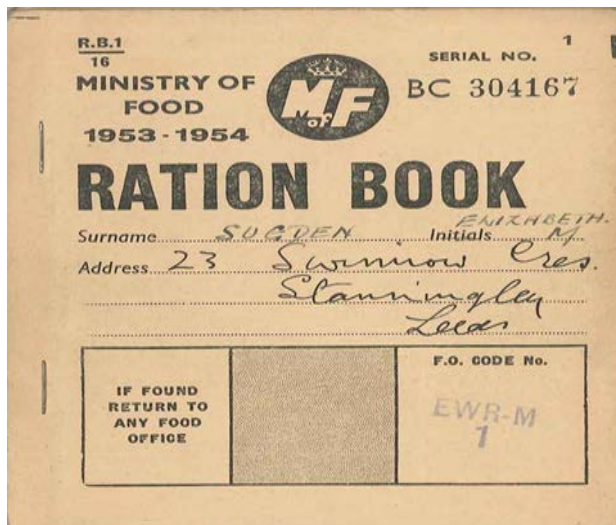 R.B.1 1
16 SERIAL NO.
MINISTRY OF BC 304167
FOOD MofF
1953-1954
RATION BOOK
ELIZABETH.
Surname SUGDEN Initials M
Address 23 Swinnow Cres.
Stanningley
Leeds
F.O. CODE No.
IF FOUND
RETURN TO EWR-M
ANY FOOD 1
OFFICE